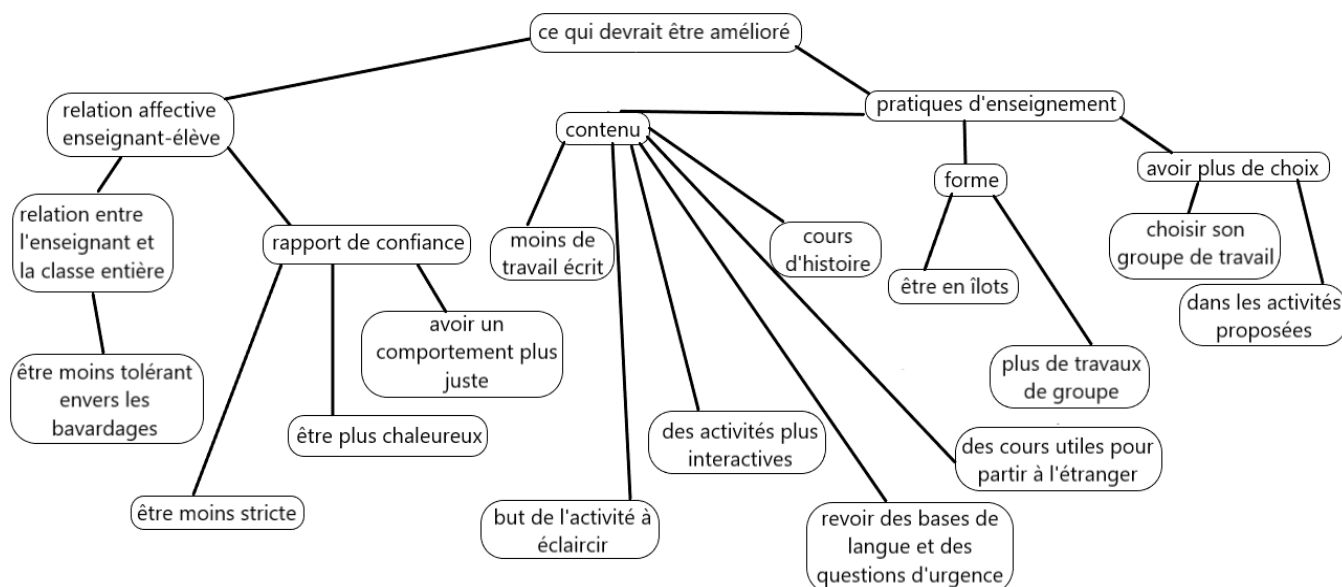 ce qui devrait être amélioré
relation affective
enseignant-élève
pratiques d'enseignement
contenu
forme
avoir plus de choix
relation entre
l'enseignant et
la classe entière
rapport de confiance
moins de
travail écrit
cours
d'histoire
être en îlots
choisir son
groupe de travail
dans les activités
proposées
être moins tolérant
envers les
bavardages
avoir un
comportement plus
juste
plus de travaux
de groupe
être plus chaleureux
des activités plus
interactives
des cours utiles pour
partir à l'étranger
être moins stricte
but de l'activité à
éclaircir
revoir des bases de
langue et des
questions d'urgence